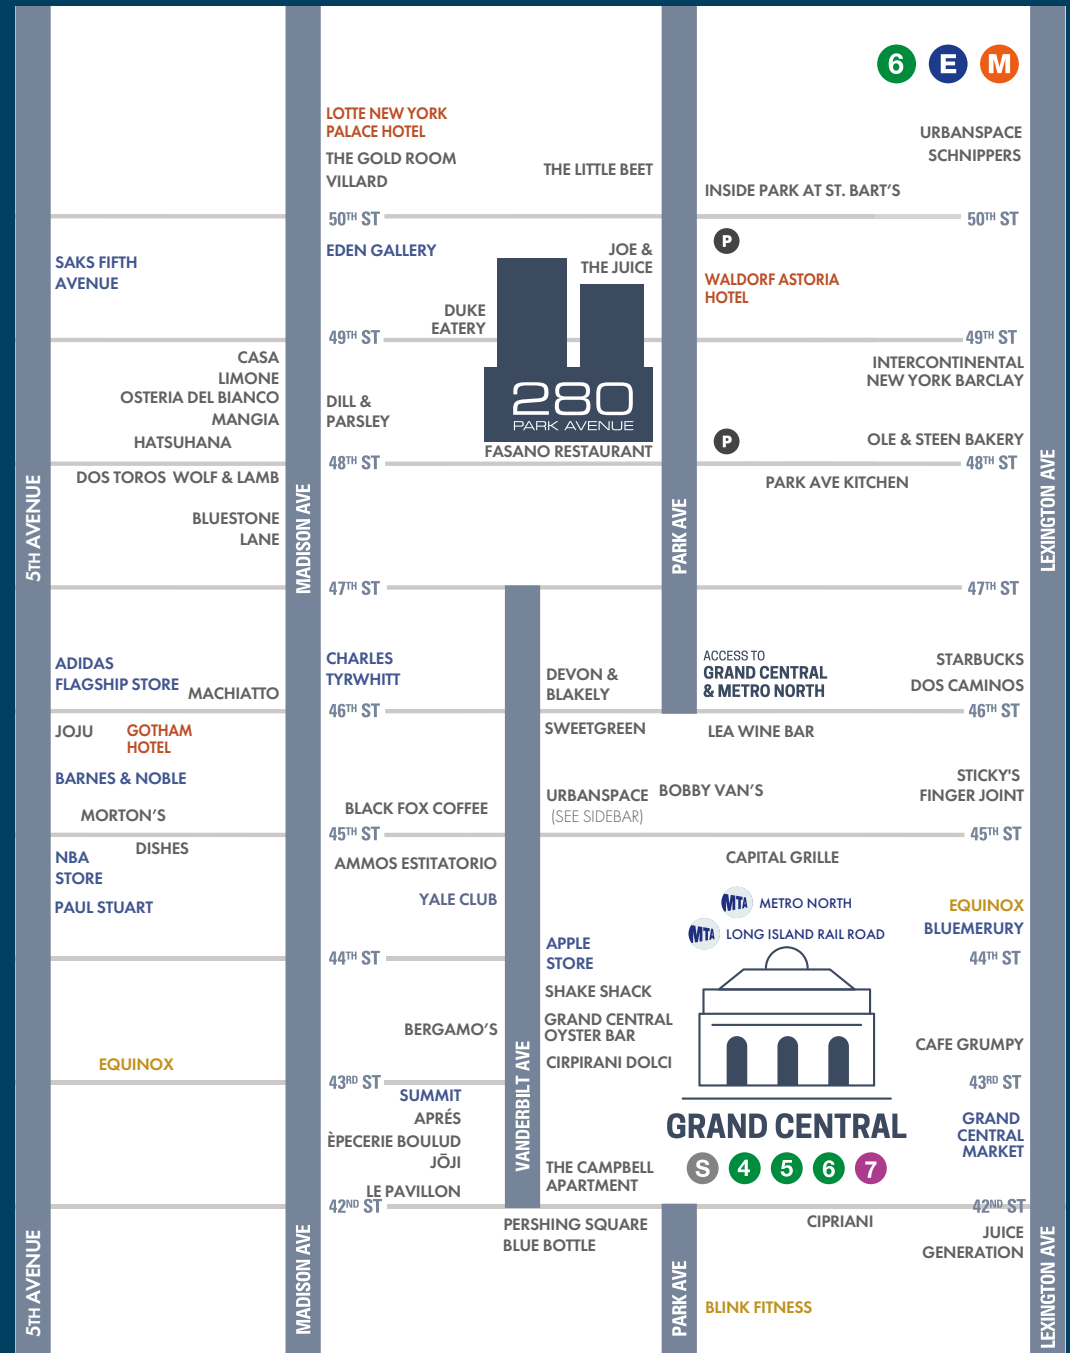 6 E M
LOTTE NEW YORK
PALACE HOTEL
THE GOLD ROOM
VILLARD
THE LITTLE BEET
URBANSPACE
SCHNIPPERS
INSIDE PARK AT ST. BART'S
50TH ST
50TH ST
SAKS FIFTH
AVENUE
EDEN GALLERY
JOE &
THE JUICE
P
WALDORF ASTORIA
HOTEL
DUKE
EATERY
49TH ST
49TH ST
CASA
LIMONE
OSTERIA DEL BIANCO
MANGIA
HATSUHANA
DILL &
PARSLEY
280
PARK AVENUE
FASANO RESTAURANT
INTERCONTINENTAL
NEW YORK BARCLAY
P
OLE & STEEN BAKERY
48TH ST
48TH ST
DOS TOROS WOLF & LAMB
BLUESTONE
LANE
PARK AVE KITCHEN
5TH AVENUE
MADISON AVE
PARK AVE
LEXINGTON AVE
47TH ST
47TH ST
ADIDAS
FLAGSHIP STORE
MACHIATTO
CHARLES
TYRWHITT
DEVON &
BLAKELY
ACCESS TO
GRAND CENTRAL
& METRO NORTH
STARBUCKS
DOS CAMINOS
46TH ST
46TH ST
JOJU
GOTHAM
HOTEL
BARNES & NOBLE
MORTON'S
BLACK FOX COFFEE
SWEETGREEN
LEA WINE BAR
URBANSPACE
(SEE SIDEBAR)
BOBBY VAN'S
STICKY'S
FINGER JOINT
45TH ST
45TH ST
DISHES
NBA
STORE
PAUL STUART
AMMOS ESTITATORIO
YALE CLUB
CAPITAL GRILLE
MTA METRO NORTH
MTA LONG ISLAND RAIL ROAD
EQUINOX
BLUEMERURY
44TH ST
44TH ST
APPLE
STORE
SHAKE SHACK
GRAND CENTRAL
OYSTER BAR
CIRPIRANI DOLCI
BERGAMO'S
EQUINOX
CAFE GRUMPY
43RD ST
43RD ST
SUMMIT
APRÉS
ÈPECERIE BOULUD
JŌJI
LE PAVILLON
VANDERBILT AVE
THE CAMPBELL
APARTMENT
GRAND CENTRAL
S 4 5 6 7
GRAND
CENTRAL
MARKET
42ND ST
42ND ST
PERSHING SQUARE
BLUE BOTTLE
CIPRIANI
JUICE
GENERATION
BLINK FITNESS
5TH AVENUE
MADISON AVE
PARK AVE
LEXINGTON AVE